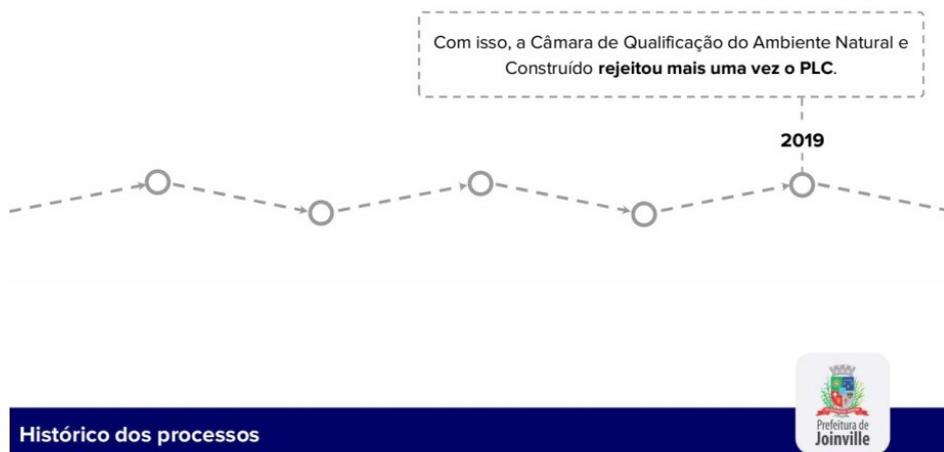 Com isso, a Câmara de Qualificação do Ambiente Natural e
Construído rejeitou mais uma vez o PLC.
2019
Histórico dos processos
Prefeitura de
Joinville